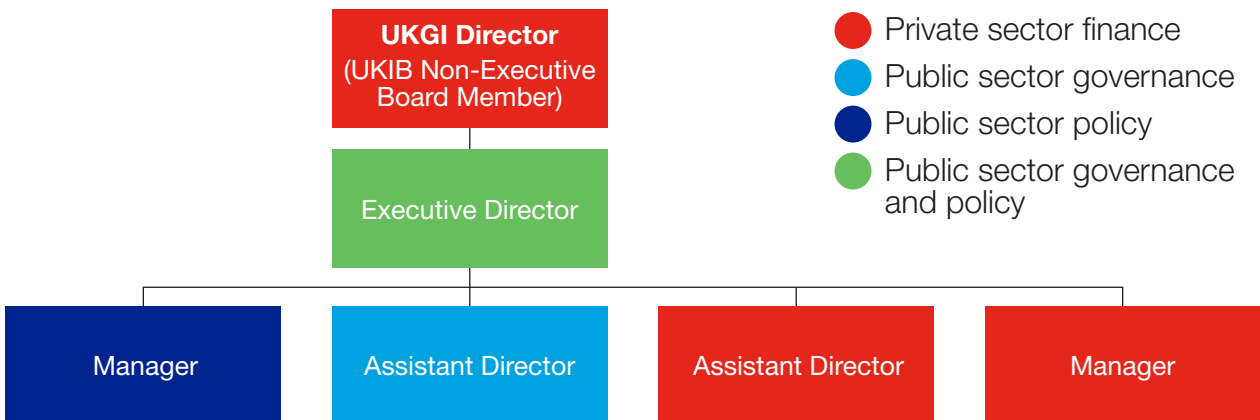 UKGI Director
(UKIB Non-Executive
Board Member)
Executive Director
Manager
Assistant Director
Assistant Director
Manager
Private sector finance
Public sector governance
Public sector policy
Public sector governance
and policy